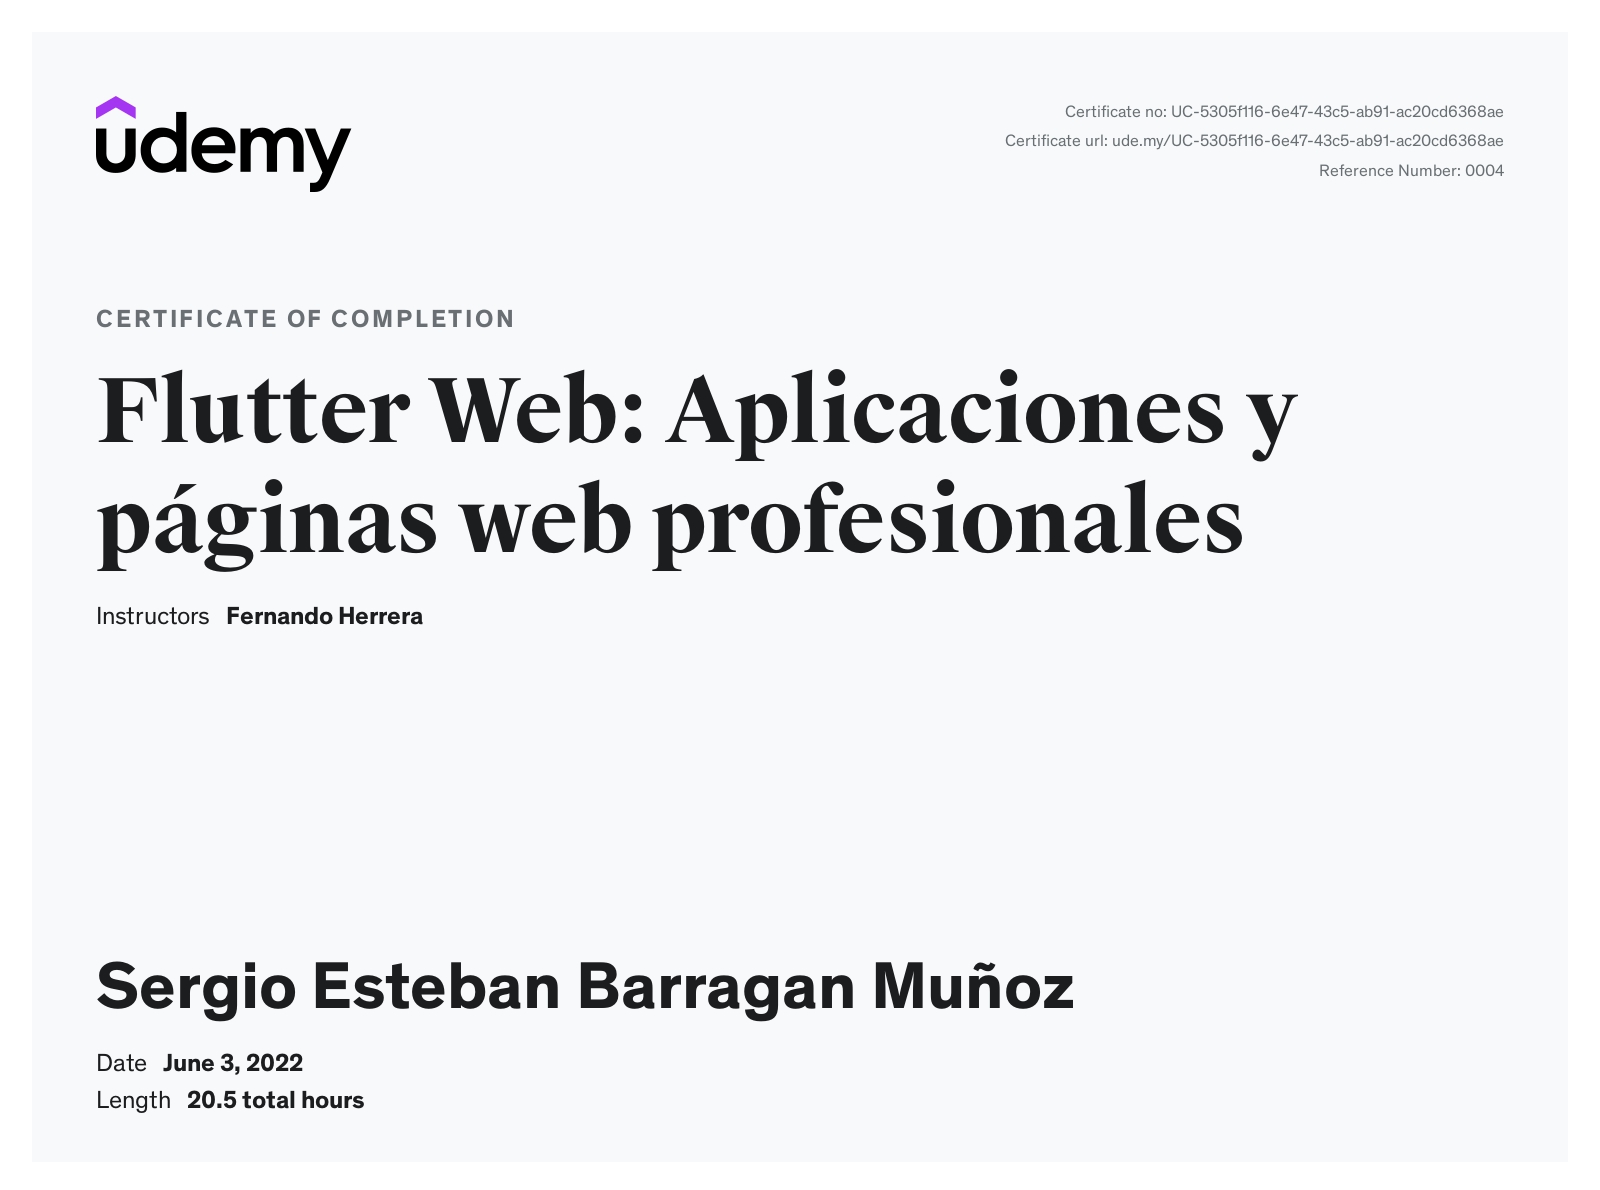 udemy
Certificate no: UC-5305f116-6e47-43c5-ab91-ac20cd6368ae
Certificate url: ude.my/UC-5305f116-6e47-43c5-ab91-ac20cd6368ae
Reference Number: 0004
CERTIFICATE OF COMPLETION
Flutter Web: Aplicaciones y
páginas web profesionales
Instructors Fernando Herrera
Sergio Esteban Barragan Muñoz
Date June 3, 2022
Length 20.5 total hours